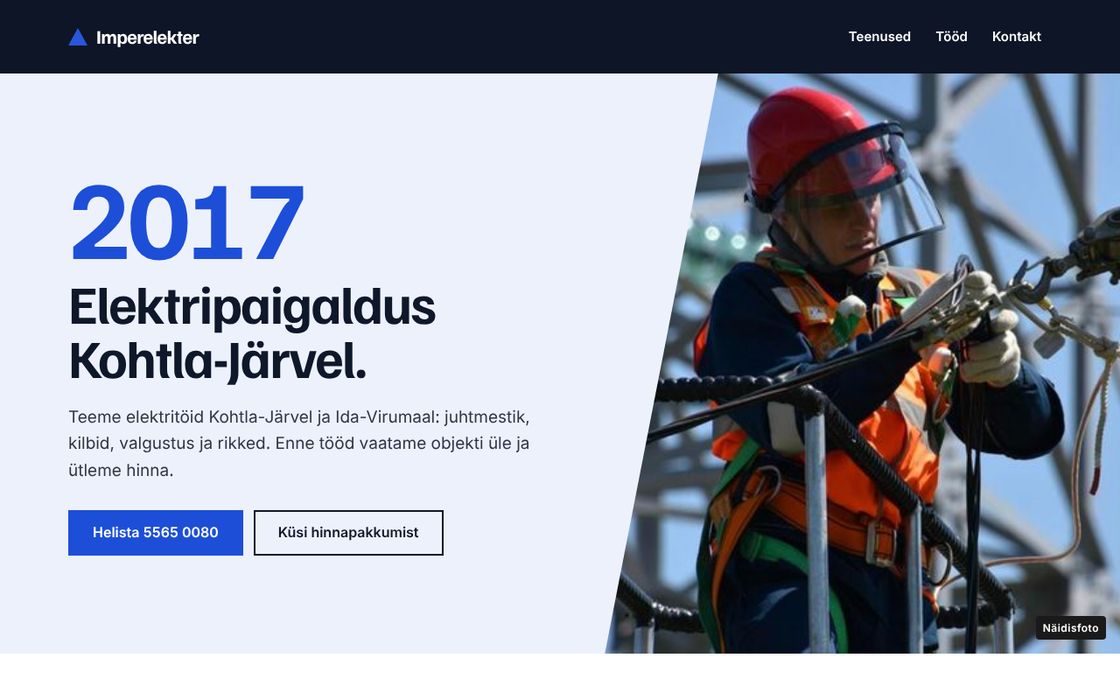 Imperelekter
Teenused Tööd Kontakt
2017
Elektripaigaldus
Kohtla-Järvel.
Teeme elektritöid Kohtla-Järvel ja Ida-Virumaal: juhtmestik,
kilbid, valgustus ja rikked. Enne tööd vaatame objekti üle ja
ütleme hinna.
Helista 5565 0080
Küsi hinnapakkumist
Näidisfoto